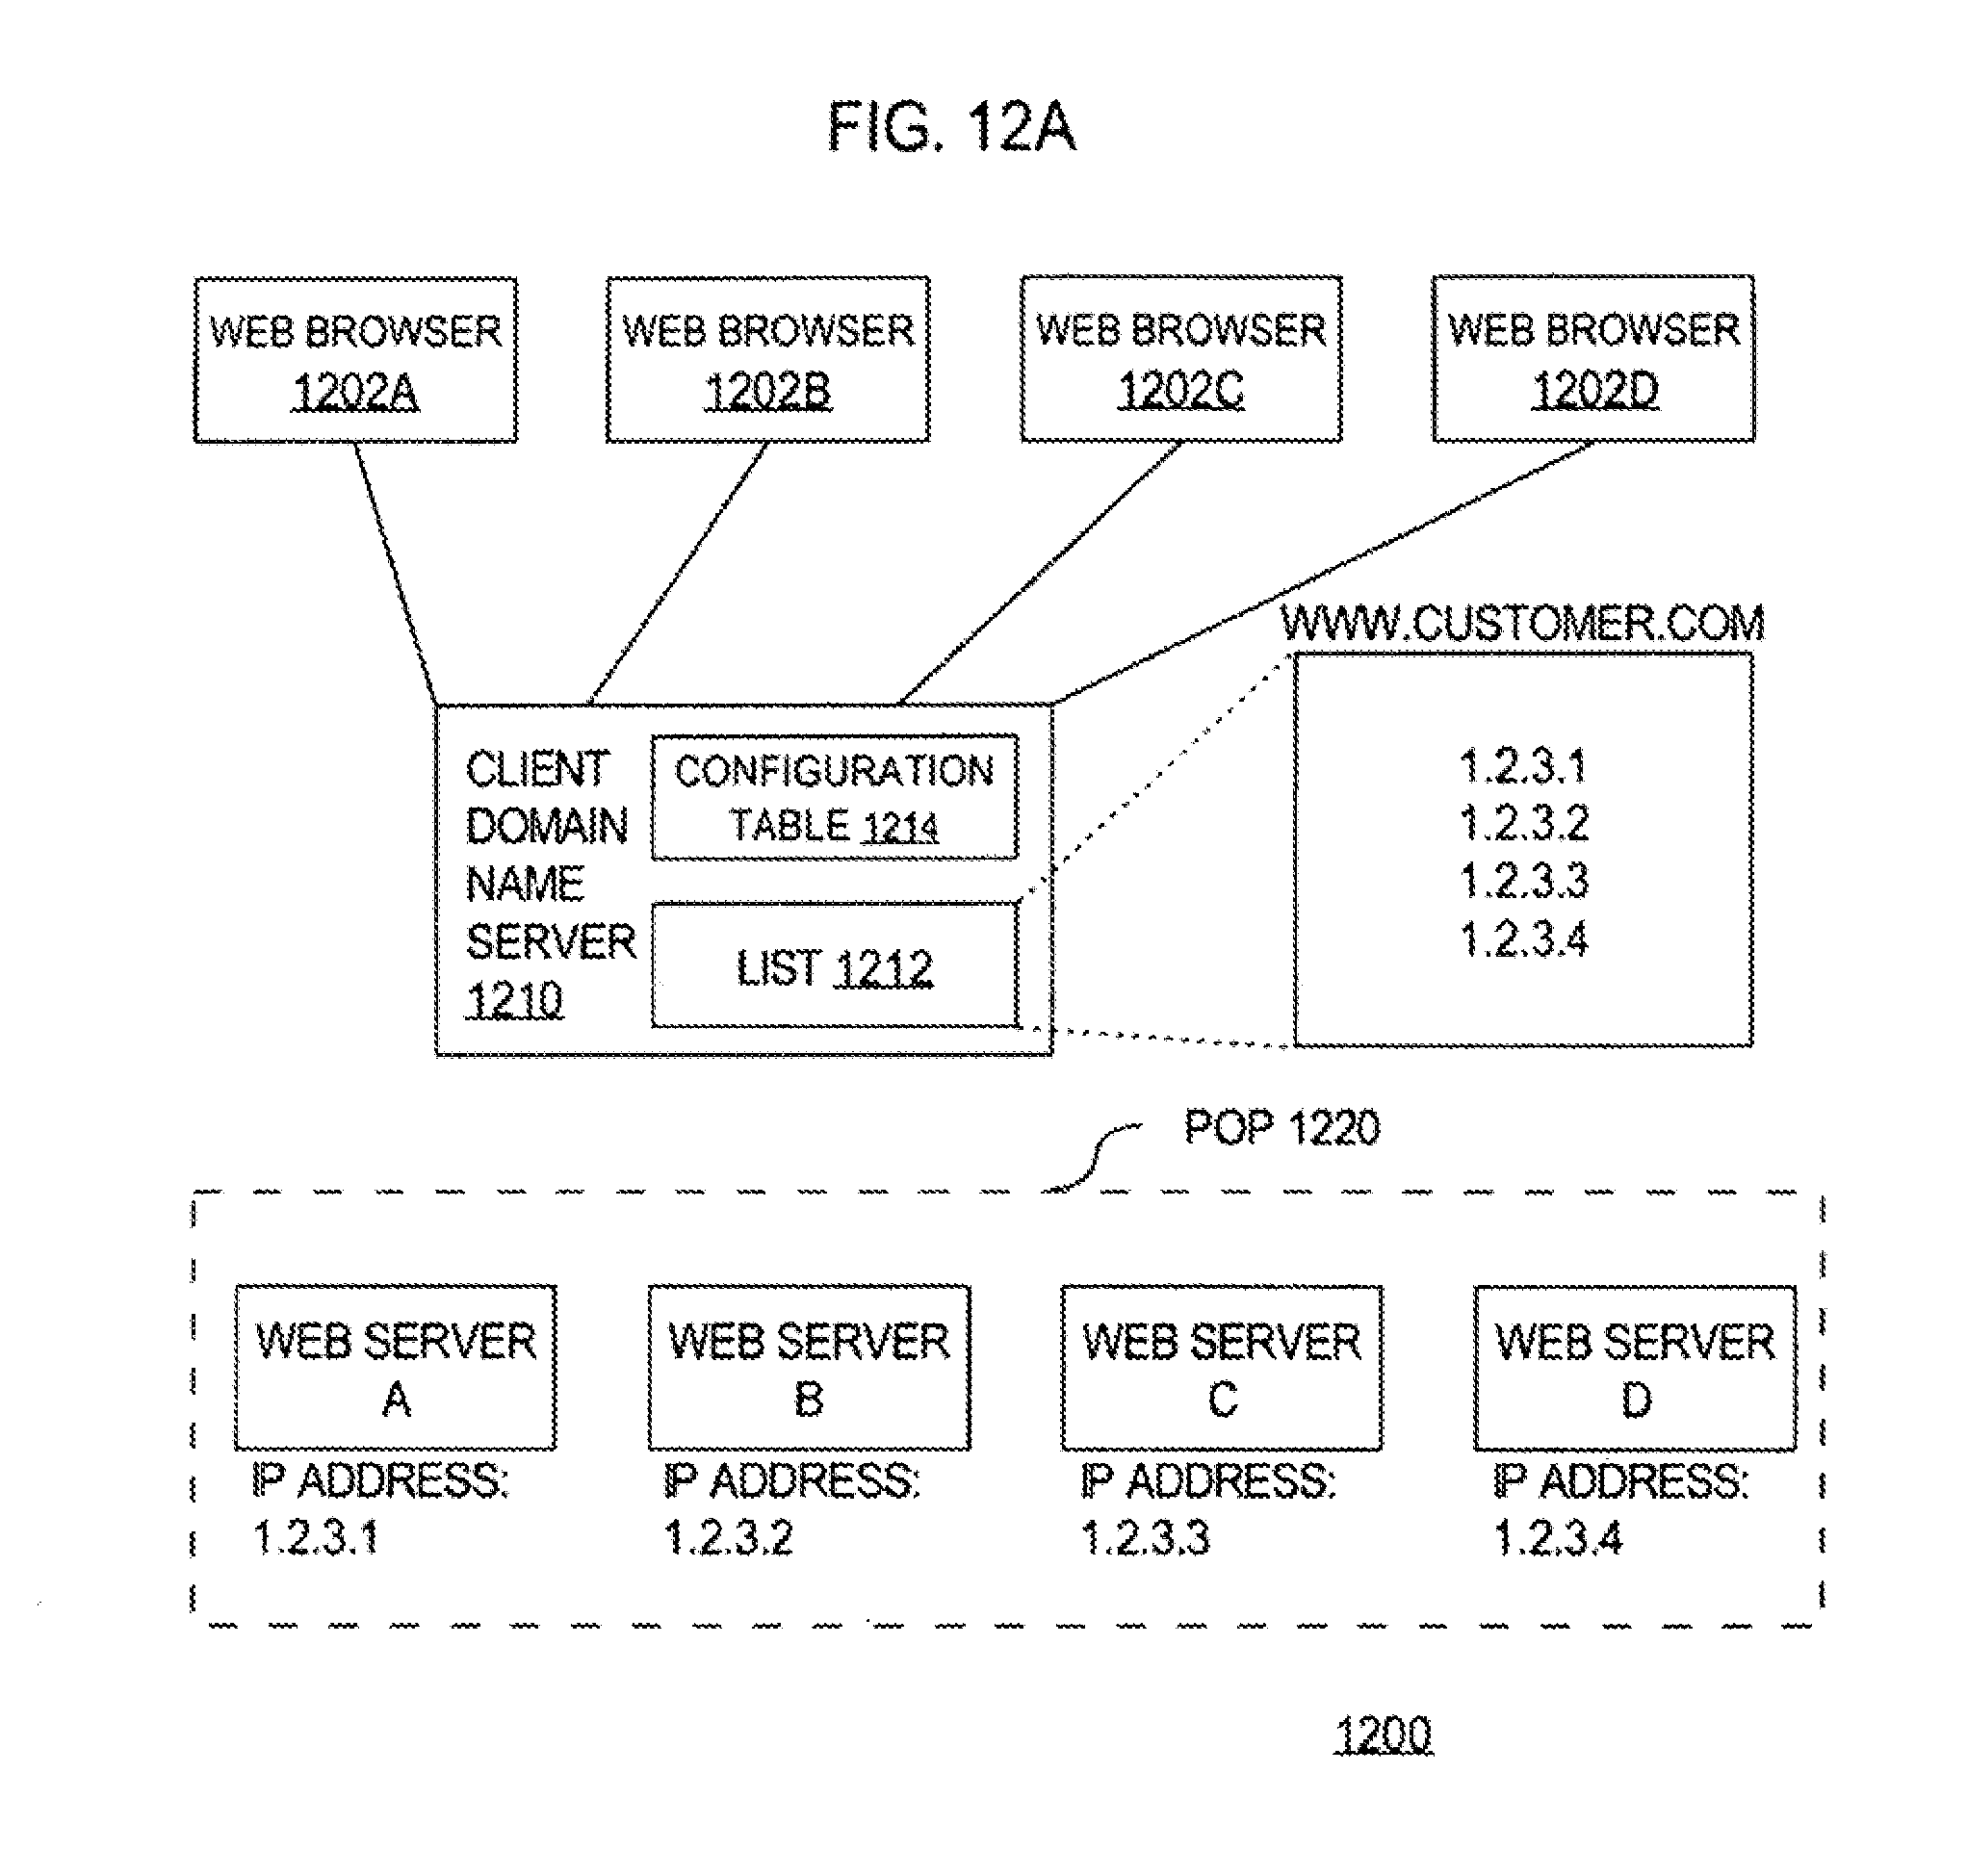 FIG. 12A
WEB BROWSER
1202A
WEB BROWSER
1202B
WEB BROWSER
1202C
WEB BROWSER
1202D
CLIENT
DOMAIN
NAME
SERVER
1210
CONFIGURATION
TABLE 1214
LIST 1212
WWW.CUSTOMER.COM
1.2.3.1
1.2.3.2
1.2.3.3
1.2.3.4
POP 1220
WEB SERVER
A
IP ADDRESS:
1.2.3.1
WEB SERVER
B
IP ADDRESS:
1.2.3.2
WEB SERVER
C
IP ADDRESS:
1.2.3.3
WEB SERVER
D
IP ADDRESS:
1.2.3.4
1200